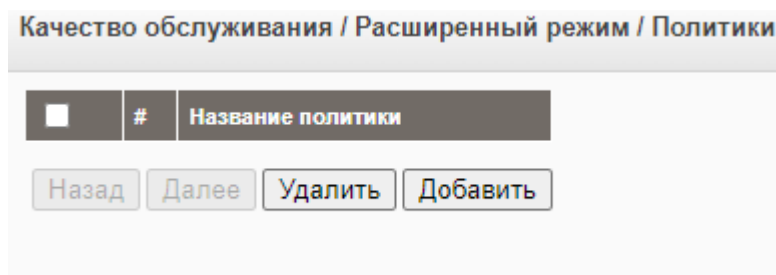 Качество обслуживания / Расширенный режим / Политики
# Название политики
Назад Далее Удалить Добавить